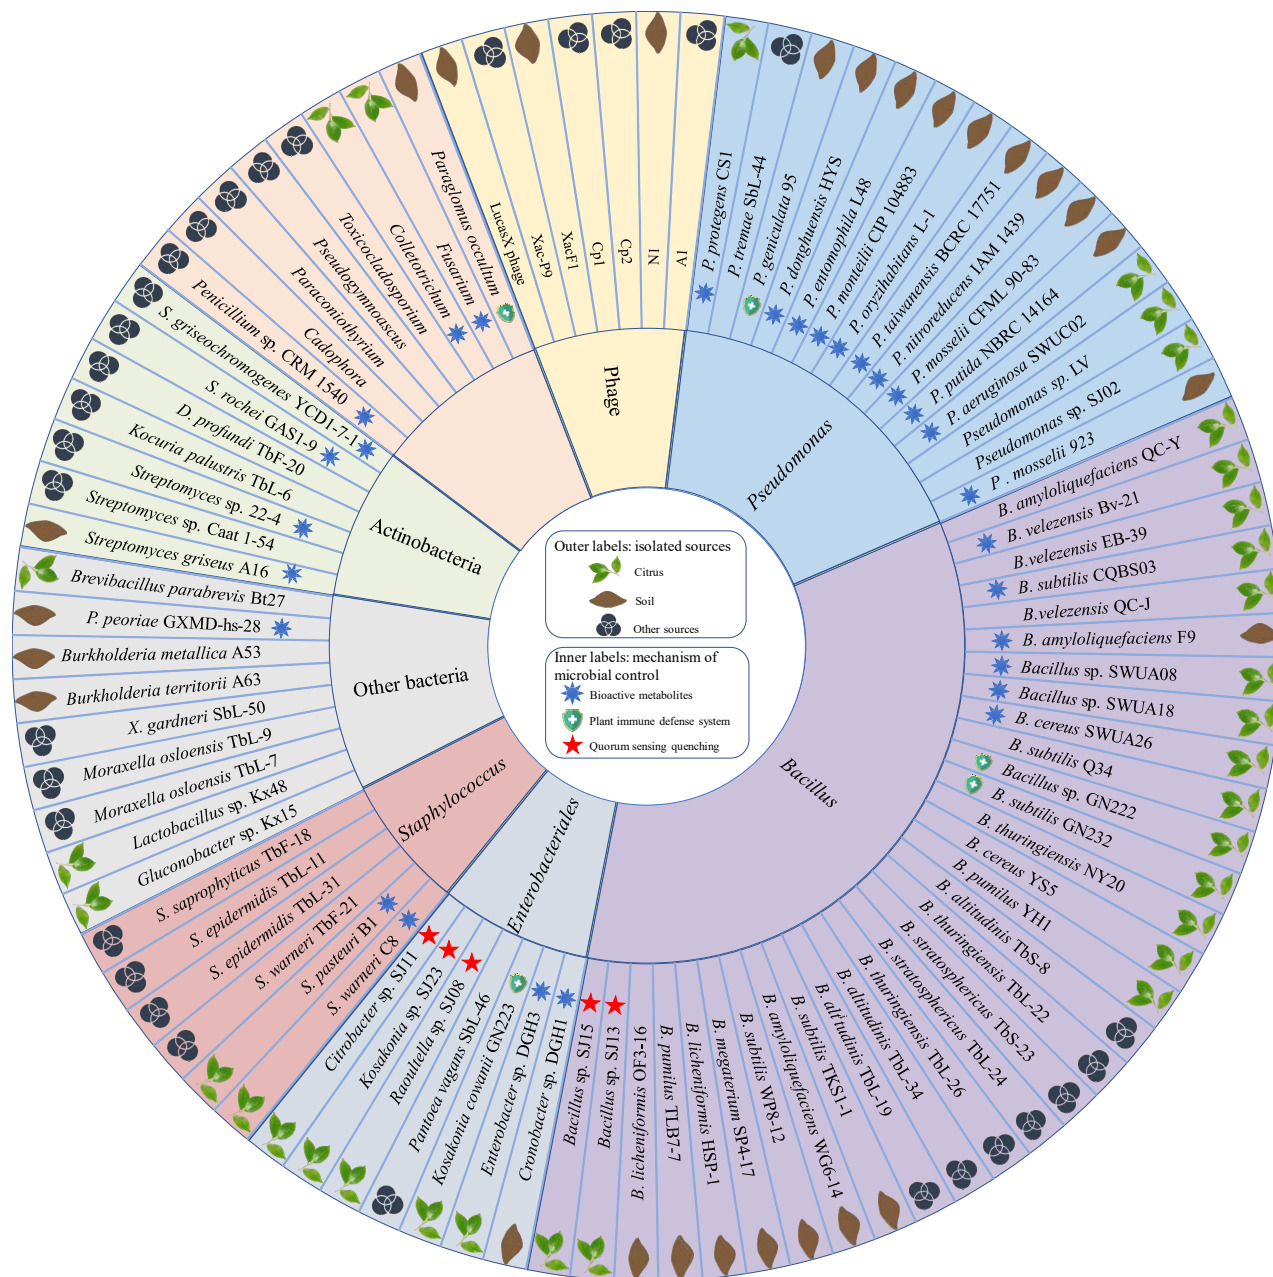 Outer labels: isolated sources
Citrus
Soil
Other sources
Inner labels: mechanism of
microbial control
Bioactive metabolites
Plant immune defense system
Quorum sensing quenching
Phage
LucasX phage
Xac-P9
XacF1
Cp1
Cp2
N1
A1
Pseudomonas
P. protegens CS1
P. tremae SbL-44
P. geniculata 95
P. donghuensis HYS
P. entomophila L48
P. monteilii CIP 104883
P. oryzihabitans L-1
P. taiwanensis BCRC 17751
P. nitroreducens IAM 1439
P. mosselii CFML 90-83
P. putida NBRC 14164
P. aeruginosa SWUC02
Pseudomonas sp. LV
Pseudomonas sp. SJ02
P . mosselii 923
Bacillus
B. amyloliquefaciens QC-Y
B. velezensis Bv-21
B.velezensis EB-39
B. subtilis CQBS03
B.velezensis QC-J
B. amyloliquefaciens F9
Bacillus sp. SWUA08
Bacillus sp. SWUA18
B. cereus SWUA26
B. subtilis Q34
Bacillus sp. GN222
B. subtilis GN232
B. thuringiensis NY20
B. cereus YS5
B. pumilus YH1
B. altitudinis TbS-8
B. thuringiensis TbL-22
B. stratosphericus TbS-23
B. stratosphericus TbL-24
B. thuringiensis TbL-26
B. altitudinis TbL-34
B. altitudinis TbL-19
B. subtilis TKS1-1
B. amyloliquefaciens WG6-14
B. subtilis WP8-12
B. megaterium SP4-17
B. licheniformis HSP-1
B. pumilus TLB7-7
B. licheniformis OF3-16
Bacillus sp. SJ13
Bacillus sp. SJ15
Enterobacteriales
Cronobacter sp. DGH1
Enterobacter sp. DGH3
Kosakonia cowanii GN223
Pantoea vagans SbL-46
Raoultella sp. SJ08
Kosakonia sp. SJ23
Citrobacter sp. SJ11
Staphylococcus
S. warneri C8
S. pasteuri B1
S. warneri TbF-21
S. epidermidis TbL-31
S. epidermidis TbL-11
S. saprophyticus TbF-18
Other bacteria
Gluconobacter sp. Kx15
Lactobacillus sp. Kx48
Moraxella osloensis TbL-7
Moraxella osloensis TbL-9
X. gardneri SbL-50
Burkholderia territorii A63
Burkholderia metallica A53
P. peoriae GXMD-hs-28
Brevibacillus parabrevis Bt27
Actinobacteria
Streptomyces griseus A16
Streptomyces sp. Caat 1-54
Streptomyces sp. 22-4
Kocuria palustris TbL-6
D. profundi TbF-20
S. rochei GAS1-9
S. griseochromogenes YCD1-7-1
Penicillium sp. CRM 1540
Cadophora
Paraconiothyrium
Pseudogymnoascus
Toxicocladosporium
Colletotrichum
Fusarium
Paraglomus occultum